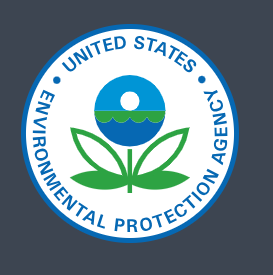 UNITED STATES
ENVIRONMENTAL PROTECTION AGENCY